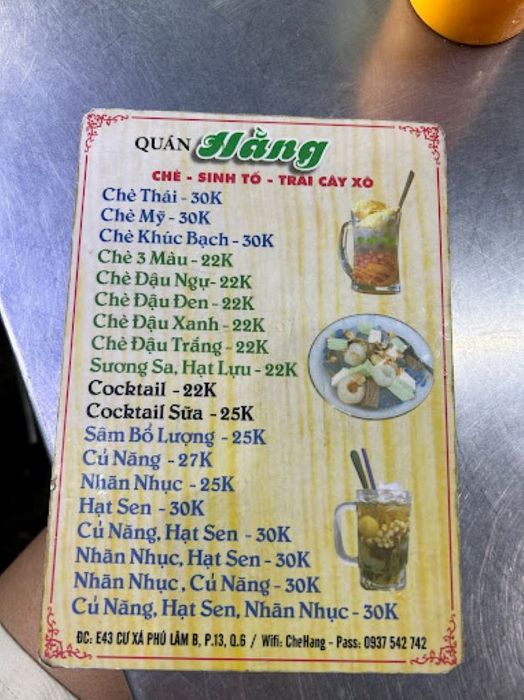 QUÁN Hằng
CHÈ - SINH TỐ - TRÁI CÂY XÔ
Chè Thái - 30K
Chè Mỹ - 30K
Chè Khúc Bạch - 30K
Chè 3 Màu - 22K
Chè Đậu Ngự- 22K
Chè Đậu Đen - 22K
Chè Đậu Xanh - 22K
Chè Đậu Trắng - 22K
Sương Sa, Hạt Lựu - 22K
Cocktail - 22K
Cocktail Sữa - 25K
Sâm Bổ Lượng - 25K
Củ Năng - 27K
Nhãn Nhục - 25K
Hạt Sen - 30K
Củ Năng, Hạt Sen - 30K
Nhãn Nhục, Hạt Sen - 30K
Nhãn Nhục , Củ Năng - 30K
Củ Năng, Hạt Sen, Nhãn Nhục - 30K
ĐC: E43 CƯ XÁ PHÚ LÂM B, P.13, Q.6 / Wifi: CheHang - Pass: 0937 542 742